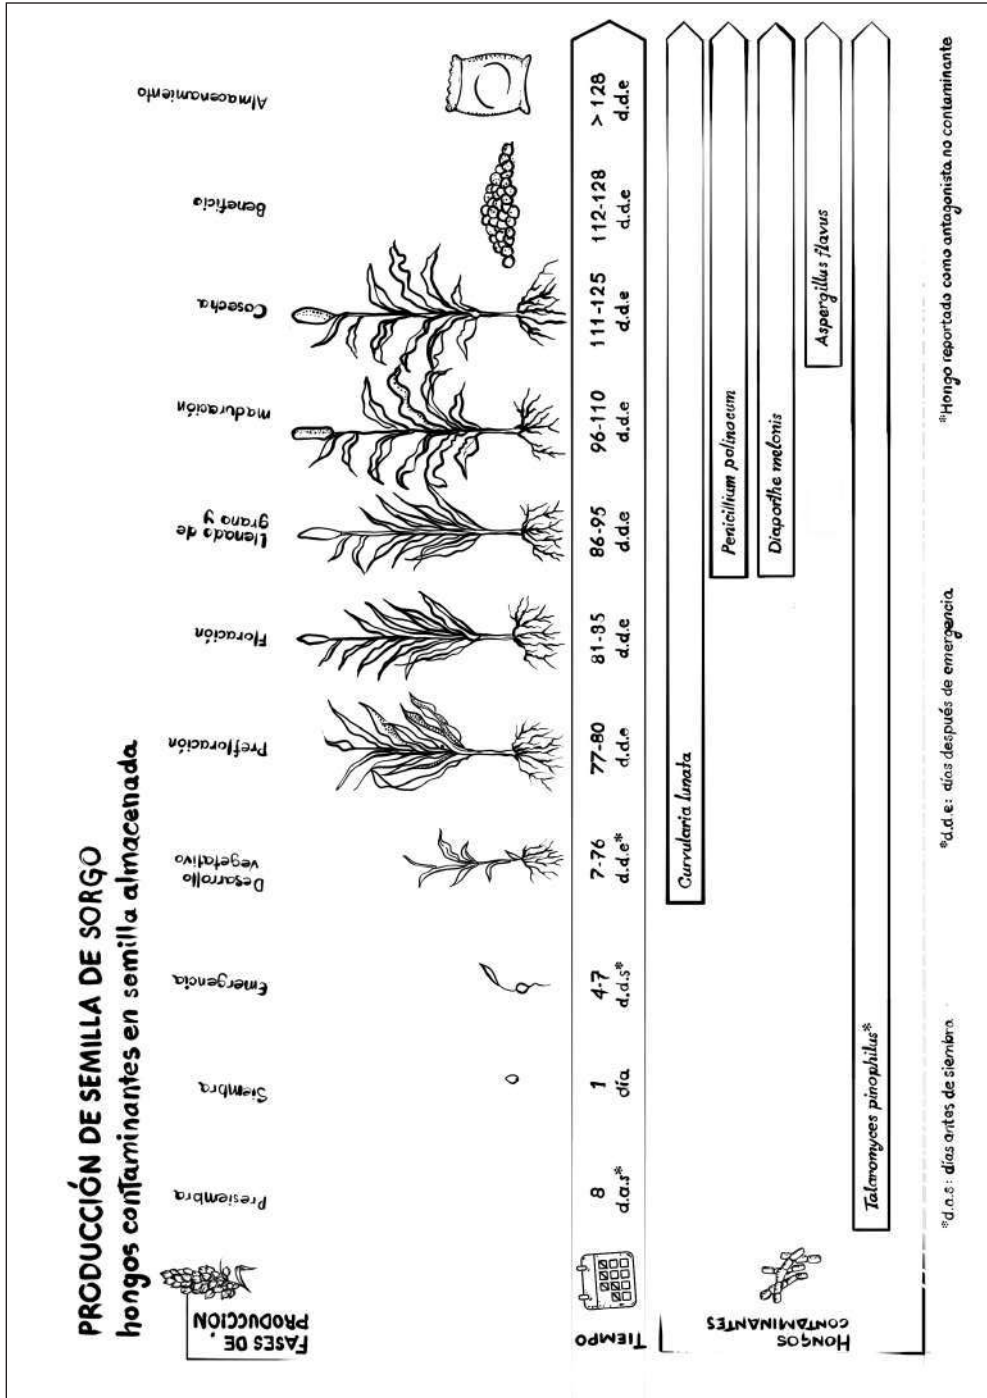 PRODUCCIÓN DE SEMILLA DE SORGO
hongos contaminantes en semilla almacenada
FASES DE
PRODUCCIÓN
Presiembra
Siembra
Emergencia
Desarrollo
vegetativo
Prefloración
Floración
Llenado de
grano y
maduración
Cosecha
Beneficio
Almacenamiento
TIEMPO
8
d.a.s*
1
día
4-7
d.d.s*
7-76
d.d.e*
77-80
d.d.e
81-85
d.d.e
86-95
d.d.e
96-110
d.d.e
111-125
d.d.e
112-128
d.d.e
> 128
d.d.e
HONGOS
CONTAMINANTES
Curvularia lunata
Penicillium palinaeum
Diaporthe melonis
Aspergillus flavus
Talaromyces pinophilus*
*d.a.s: días antes de siembra
*d.d.e: días después de emergencia
*Hongo reportado como antagonista no contaminante